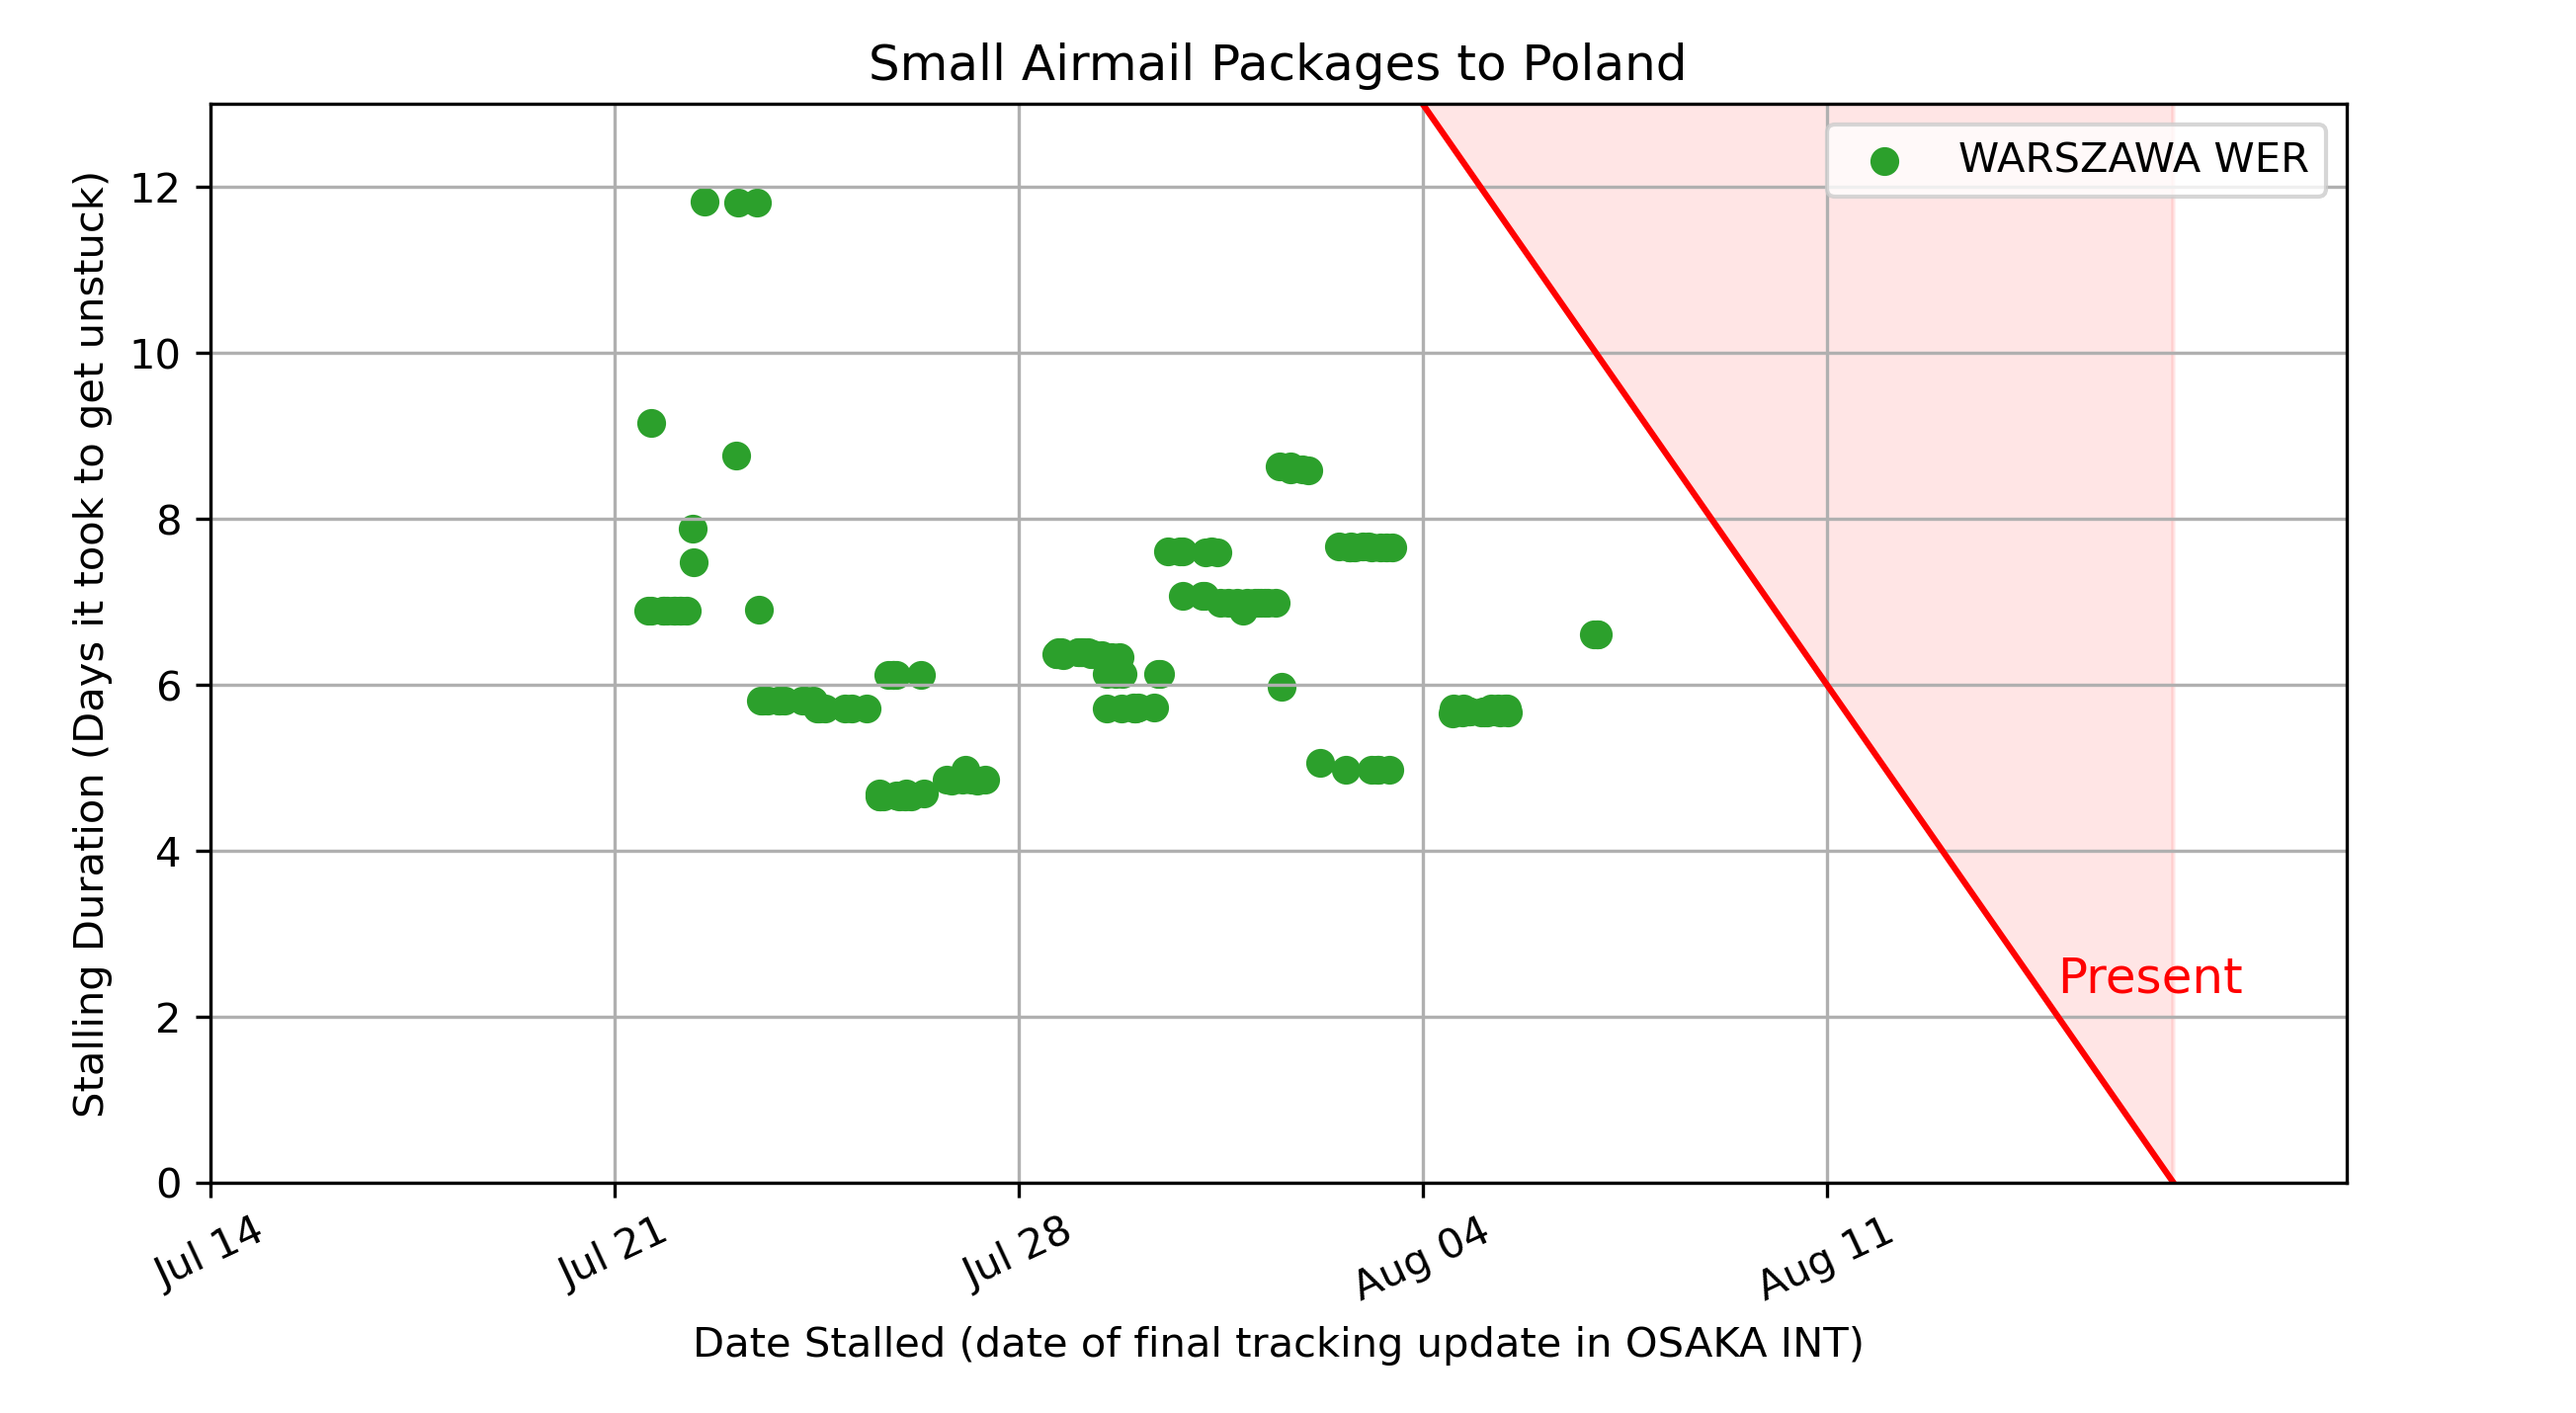 Small Airmail Packages to Poland
WARSZAWA WER
Stalling Duration (Days it took to get unstuck)
12
10
8
6
4
2
0
Present
Jul 14
Jul 21
Jul 28
Aug 04
Aug 11
Date Stalled (date of final tracking update in OSAKA INT)